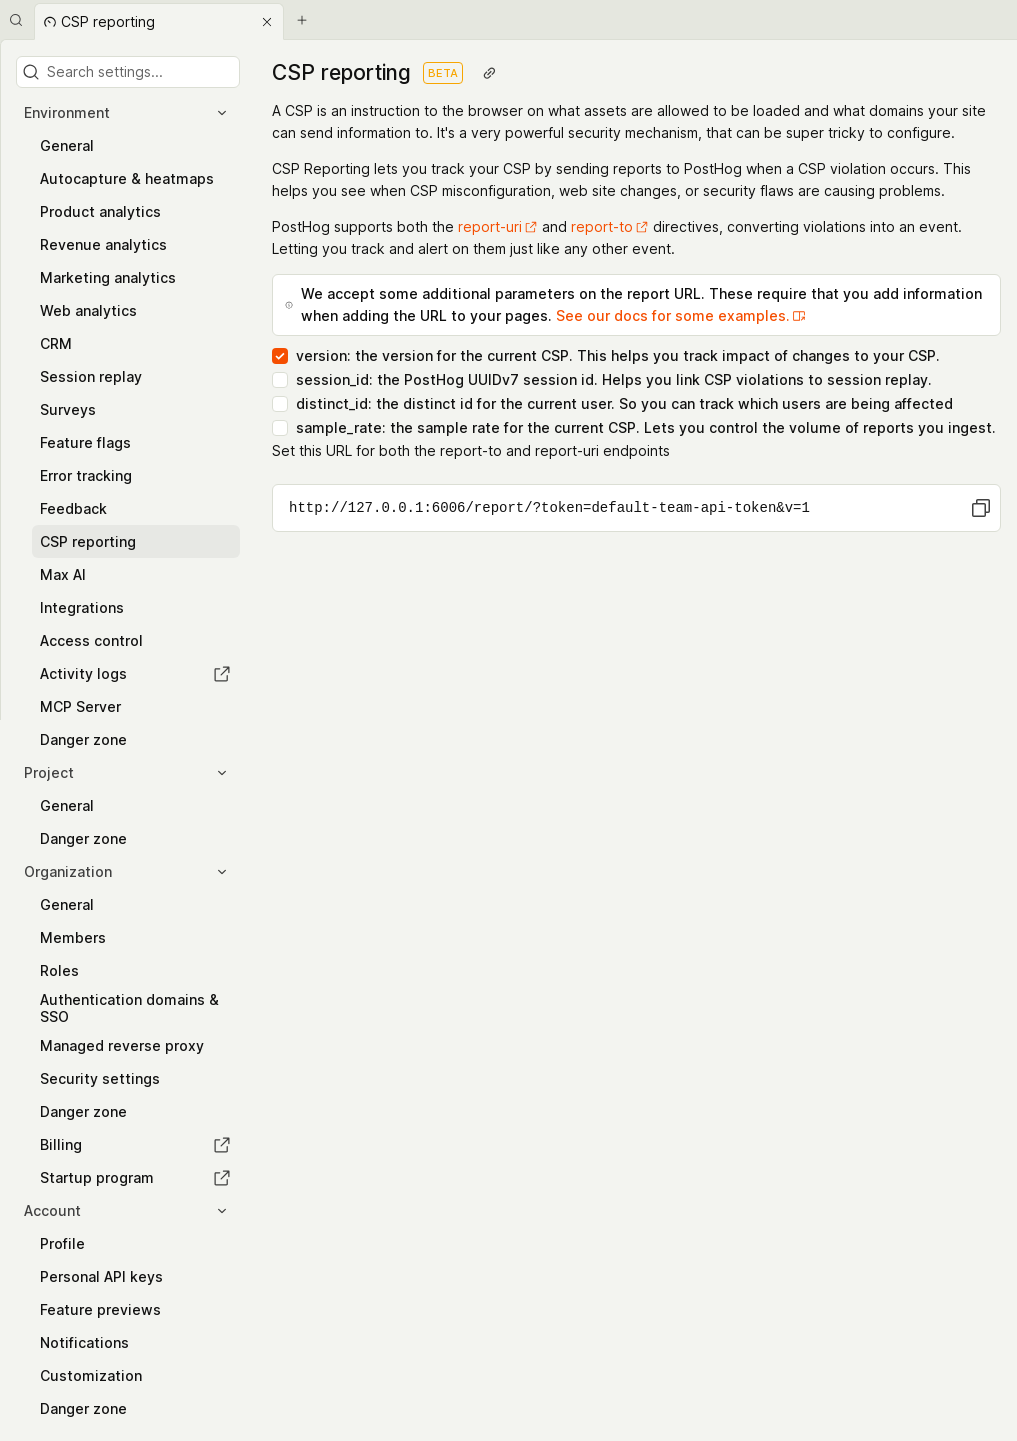 CSP reporting
Search settings...
Environment
General
Autocapture & heatmaps
Product analytics
Revenue analytics
Marketing analytics
Web analytics
CRM
Session replay
Surveys
Feature flags
Error tracking
Feedback
CSP reporting
Max AI
Integrations
Access control
Activity logs
MCP Server
Danger zone
Project
General
Danger zone
Organization
General
Members
Roles
Authentication domains &
SSO
Managed reverse proxy
Security settings
Danger zone
Billing
Startup program
Account
Profile
Personal API keys
Feature previews
Notifications
Customization
Danger zone
CSP reporting BETA
A CSP is an instruction to the browser on what assets are allowed to be loaded and what domains your site
can send information to. It's a very powerful security mechanism, that can be super tricky to configure.
CSP Reporting lets you track your CSP by sending reports to PostHog when a CSP violation occurs. This
helps you see when CSP misconfiguration, web site changes, or security flaws are causing problems.
PostHog supports both the report-uri and report-to directives, converting violations into an event.
Letting you track and alert on them just like any other event.
We accept some additional parameters on the report URL. These require that you add information
when adding the URL to your pages. See our docs for some examples.
version: the version for the current CSP. This helps you track impact of changes to your CSP.
session_id: the PostHog UUIDv7 session id. Helps you link CSP violations to session replay.
distinct_id: the distinct id for the current user. So you can track which users are being affected
sample_rate: the sample rate for the current CSP. Lets you control the volume of reports you ingest.
Set this URL for both the report-to and report-uri endpoints
http://127.0.0.1:6006/report/?token=default-team-api-token&v=1